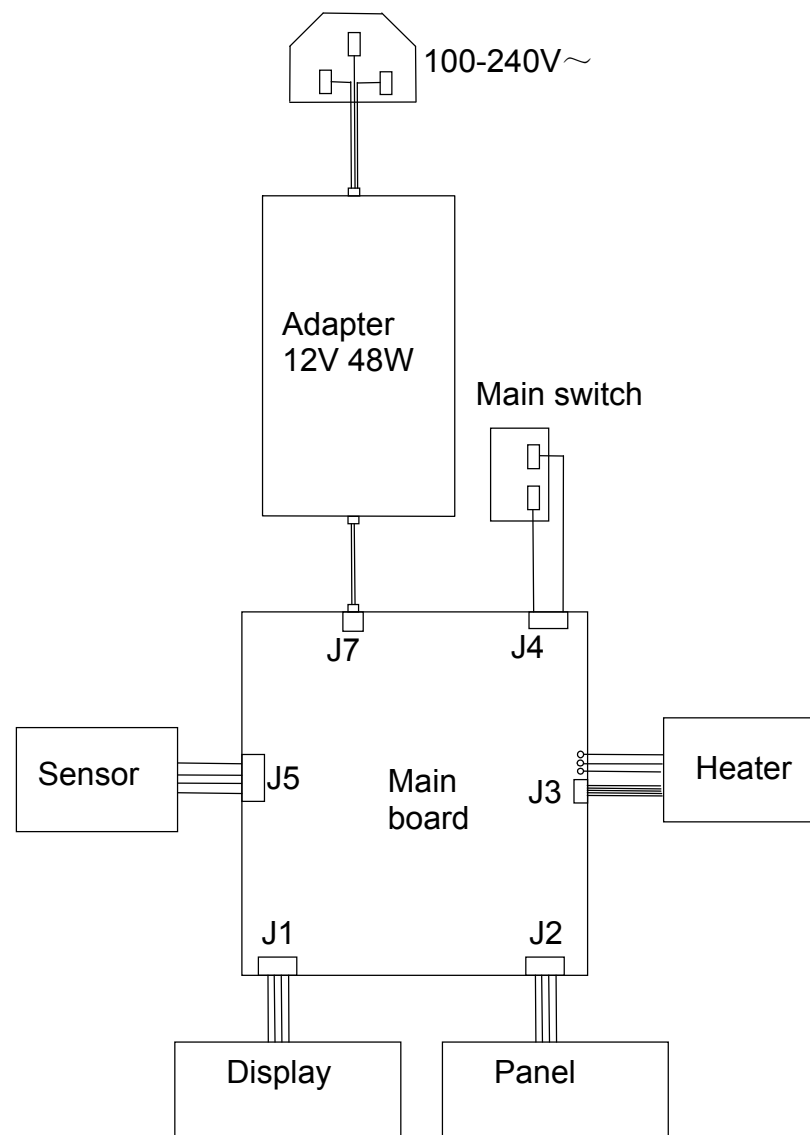 100-240V～
Adapter
12V 48W
Main switch
J7
J4
Sensor
J5
Main
board
J3
Heater
J1
J2
Display
Panel